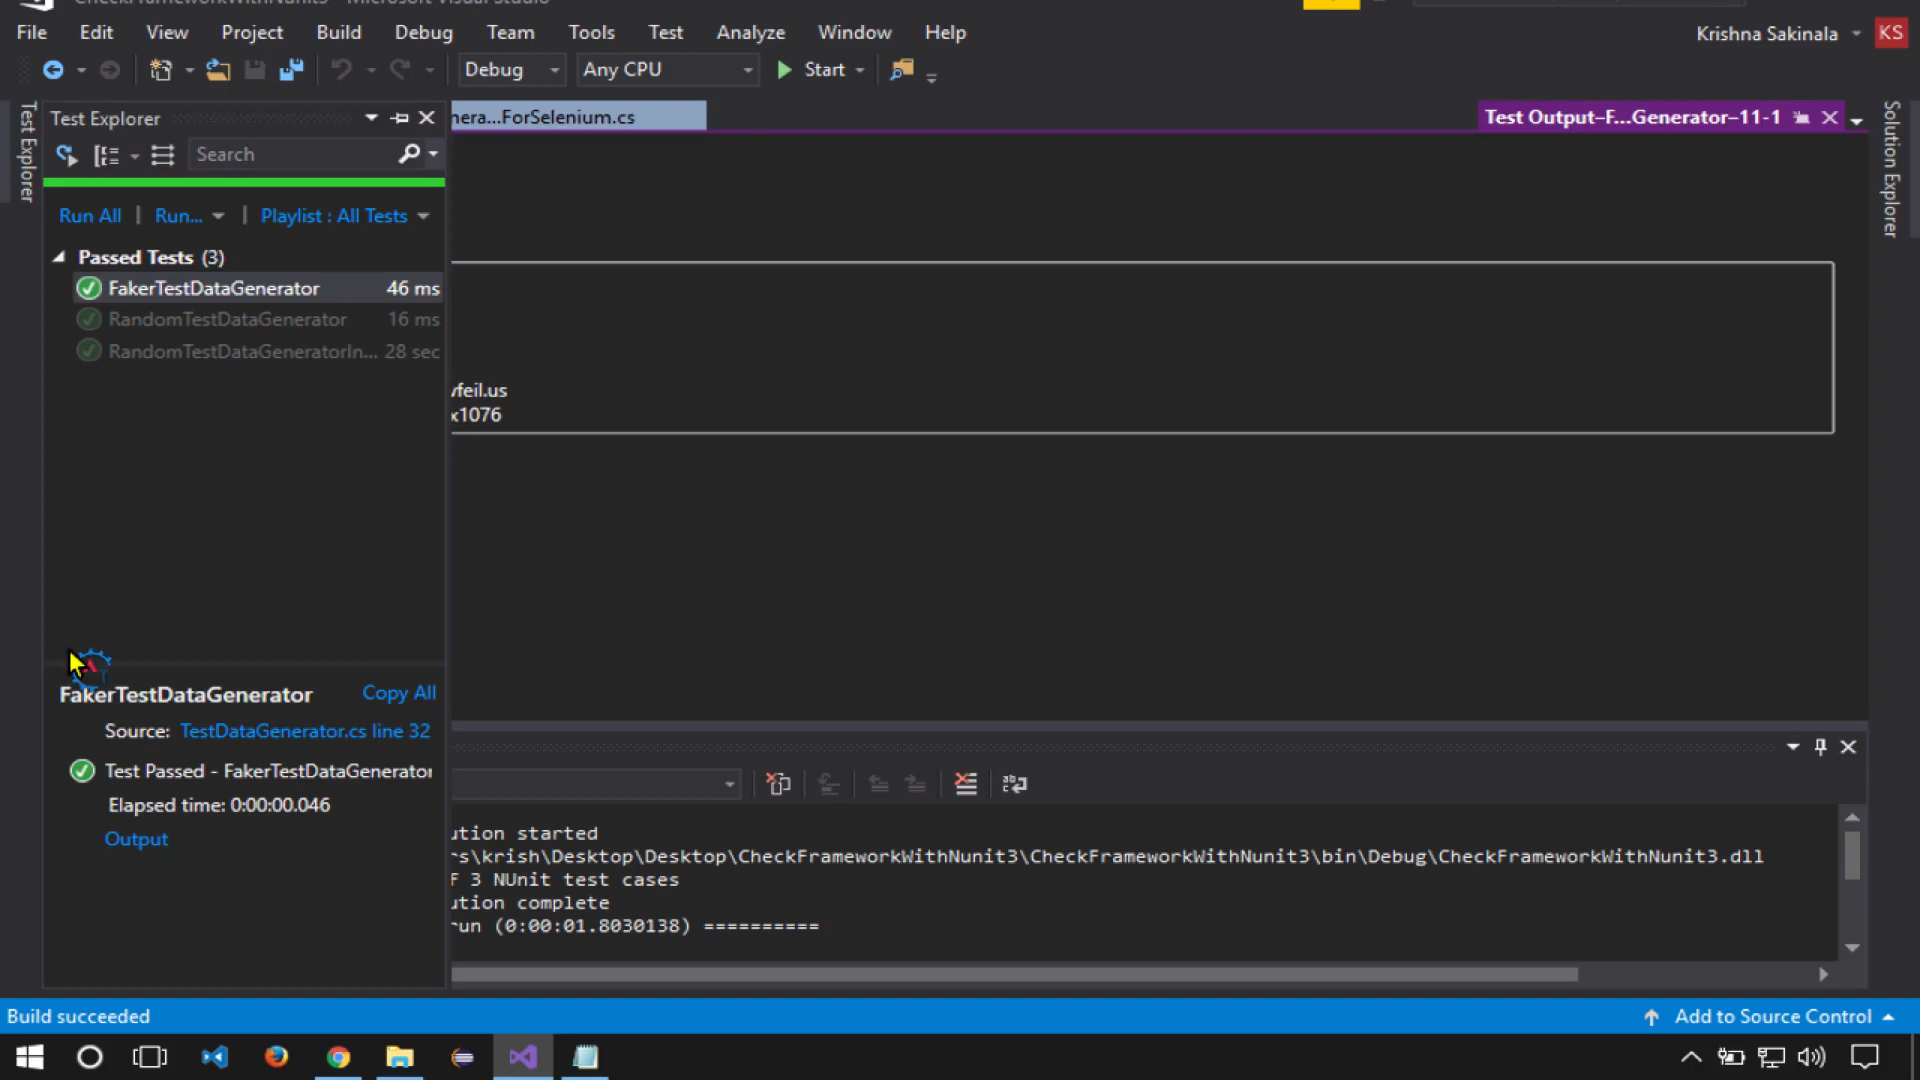 CheckFrameworkWithNunit3 - Microsoft Visual Studio
File Edit View Project Build Debug Team Tools Test Analyze Window Help
Krishna Sakinala KS
Debug Any CPU Start
Test Explorer
Test Explorer
nera...ForSelenium.cs
Test Output–F...Generator–11-1
Solution Explorer
Search
Run All | Run... | Playlist : All Tests
Passed Tests (3)
FakerTestDataGenerator 46 ms
RandomTestDataGenerator 16 ms
RandomTestDataGeneratorIn... 28 sec
feil.us
x1076
FakerTestDataGenerator Copy All
Source: TestDataGenerator.cs line 32
Test Passed - FakerTestDataGenerator
Elapsed time: 0:00:00.046
Output
ution started
rs\krish\Desktop\Desktop\CheckFrameworkWithNunit3\CheckFrameworkWithNunit3\bin\Debug\CheckFrameworkWithNunit3.dll
F 3 NUnit test cases
ution complete
run (0:00:01.8030138) ==========
Build succeeded
Add to Source Control